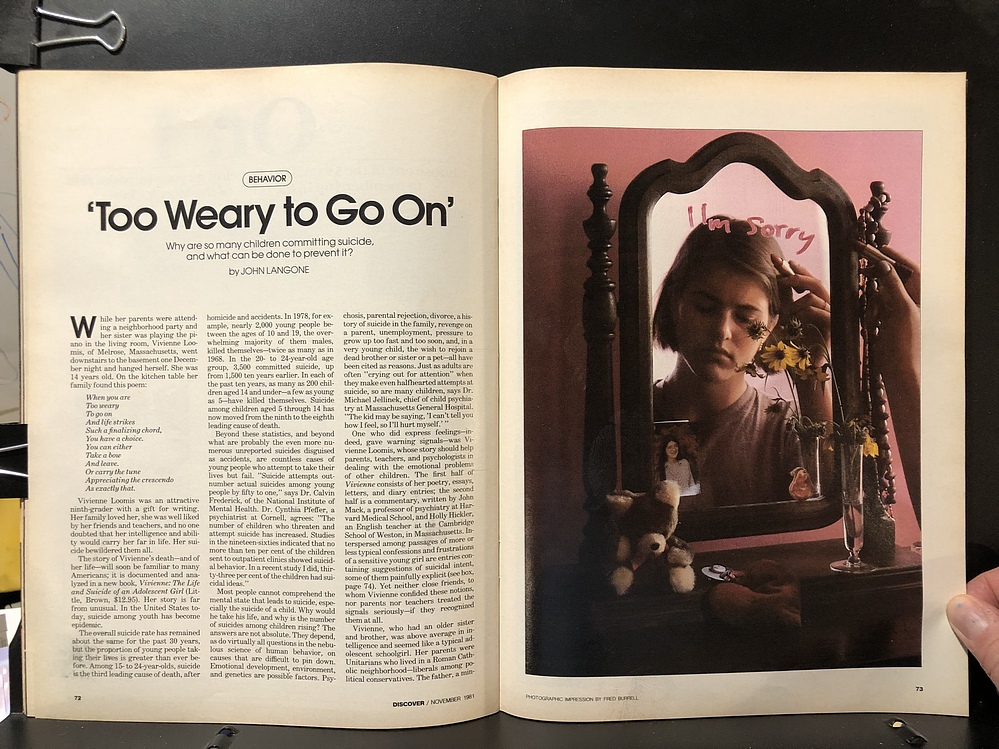 BEHAVIOR
‘Too Weary to Go On’
Why are so many children committing suicide,
and what can be done to prevent it?
by JOHN LANGONE
While her parents were attend-
ing a neighborhood party and
her sister was playing the pi-
ano in the living room, Vivienne Loo-
mis, of Melrose, Massachusetts, went
downstairs to the basement one Decem-
ber night and hanged herself. She was
14 years old. On the kitchen table her
family found this poem:
When you are
Too weary
To go on
And life strikes
Such a finalizing chord,
You have a choice.
You can either
Take a bow
And leave,
Or carry the tune
Appreciating the crescendo
As exactly that.
Vivienne Loomis was an attractive
ninth-grader with a gift for writing.
Her family loved her, she was well liked
by her friends and teachers, and no one
doubted that her intelligence and abili-
ty would carry her far in life. Her sui-
cide bewildered them all.
The story of Vivienne's death—and of
her life—will soon be familiar to many
Americans; it is documented and ana-
lyzed in a new book, Vivienne: The Life
and Suicide of an Adolescent Girl (Lit-
tle, Brown, $12.95). Her story is far
from unusual. In the United States to-
day, suicide among youth has become
epidemic.
The overall suicide rate has remained
about the same for the past 30 years,
but the proportion of young people tak-
ing their lives is greater than ever be-
fore. Among 15- to 24-year-olds, suicide
is the third leading cause of death, after
homicide and accidents. In 1978, for ex-
ample, nearly 2,000 young people be-
tween the ages of 10 and 19, the over-
whelming majority of them males,
killed themselves—twice as many as in
1968. In the 20- to 24-year-old age
group, 3,500 committed suicide, up
from 1,500 ten years earlier. In each of
the past ten years, as many as 200 chil-
dren aged 14 and under—a few as young
as 5—have killed themselves. Suicide
among children aged 5 through 14 has
now moved from the ninth to the eighth
leading cause of death.
Beyond these statistics, and beyond
what are probably the even more nu-
merous unreported suicides disguised
as accidents, are countless cases of
young people who attempt to take their
lives but fail. "Suicide attempts out-
number actual suicides among young
people by fifty to one," says Dr. Calvin
Frederick, of the National Institute of
Mental Health. Dr. Cynthia Pfeffer, a
psychiatrist at Cornell, agrees: "The
number of children who threaten and
attempt suicide has increased. Studies
in the nineteen-sixties indicated that no
more than ten per cent of the children
sent to outpatient clinics showed suicid-
al behavior. In a recent study I did, thir-
ty-three per cent of the children had sui-
cidal ideas."
Most people cannot comprehend the
mental state that leads to suicide, espe-
cially the suicide of a child. Why would
he take his life, and why is the number
of suicides among children rising? The
answers are not absolute. They depend,
as do virtually all questions in the nebu-
lous science of human behavior, on
causes that are difficult to pin down.
Emotional development, environment,
and genetics are possible factors. Psy-
chosis, parental rejection, divorce, a his-
tory of suicide in the family, revenge on
a parent, unemployment, pressure to
grow up too fast and too soon, and, in a
very young child, the wish to rejoin a
dead brother or sister or a pet—all have
been cited as reasons. Just as adults are
often "crying out for attention" when
they make even halfhearted attempts at
suicide, so are many children, says Dr.
Michael Jellinek, chief of child psychia-
try at Massachusetts General Hospital.
"The kid may be saying, 'I can't tell you
how I feel, so I'll hurt myself.' "
One who did express feelings—in-
deed, gave warning signals—was Vi-
vienne Loomis, whose story should help
parents, teachers, and psychologists in
dealing with the emotional problems
of other children. The first half of
Vivienne consists of her poetry, essays,
letters, and diary entries; the second
half is a commentary, written by John
Mack, a professor of psychiatry at Har-
vard Medical School, and Holly Hickler,
an English teacher at the Cambridge
School of Weston, in Massachusetts. In-
terspersed among passages of more or
less typical confessions and frustrations
of a sensitive young girl are entries con-
taining suggestions of suicidal intent,
some of them painfully explicit (see box,
page 74). Yet neither close friends, to
whom Vivienne confided these notions,
nor parents nor teachers treated the
signals seriously—if they recognized
them at all.
Vivienne, who had an older sister
and brother, was above average in in-
telligence and seemed like a typical ad-
olescent schoolgirl. Her parents were
Unitarians who lived in a Roman Cath-
olic neighborhood—liberals among po-
litical conservatives. The father, a min-
72
DISCOVER / NOVEMBER 1981
I'm Sorry
PHOTOGRAPHIC IMPRESSION BY FRED BURRELL
73